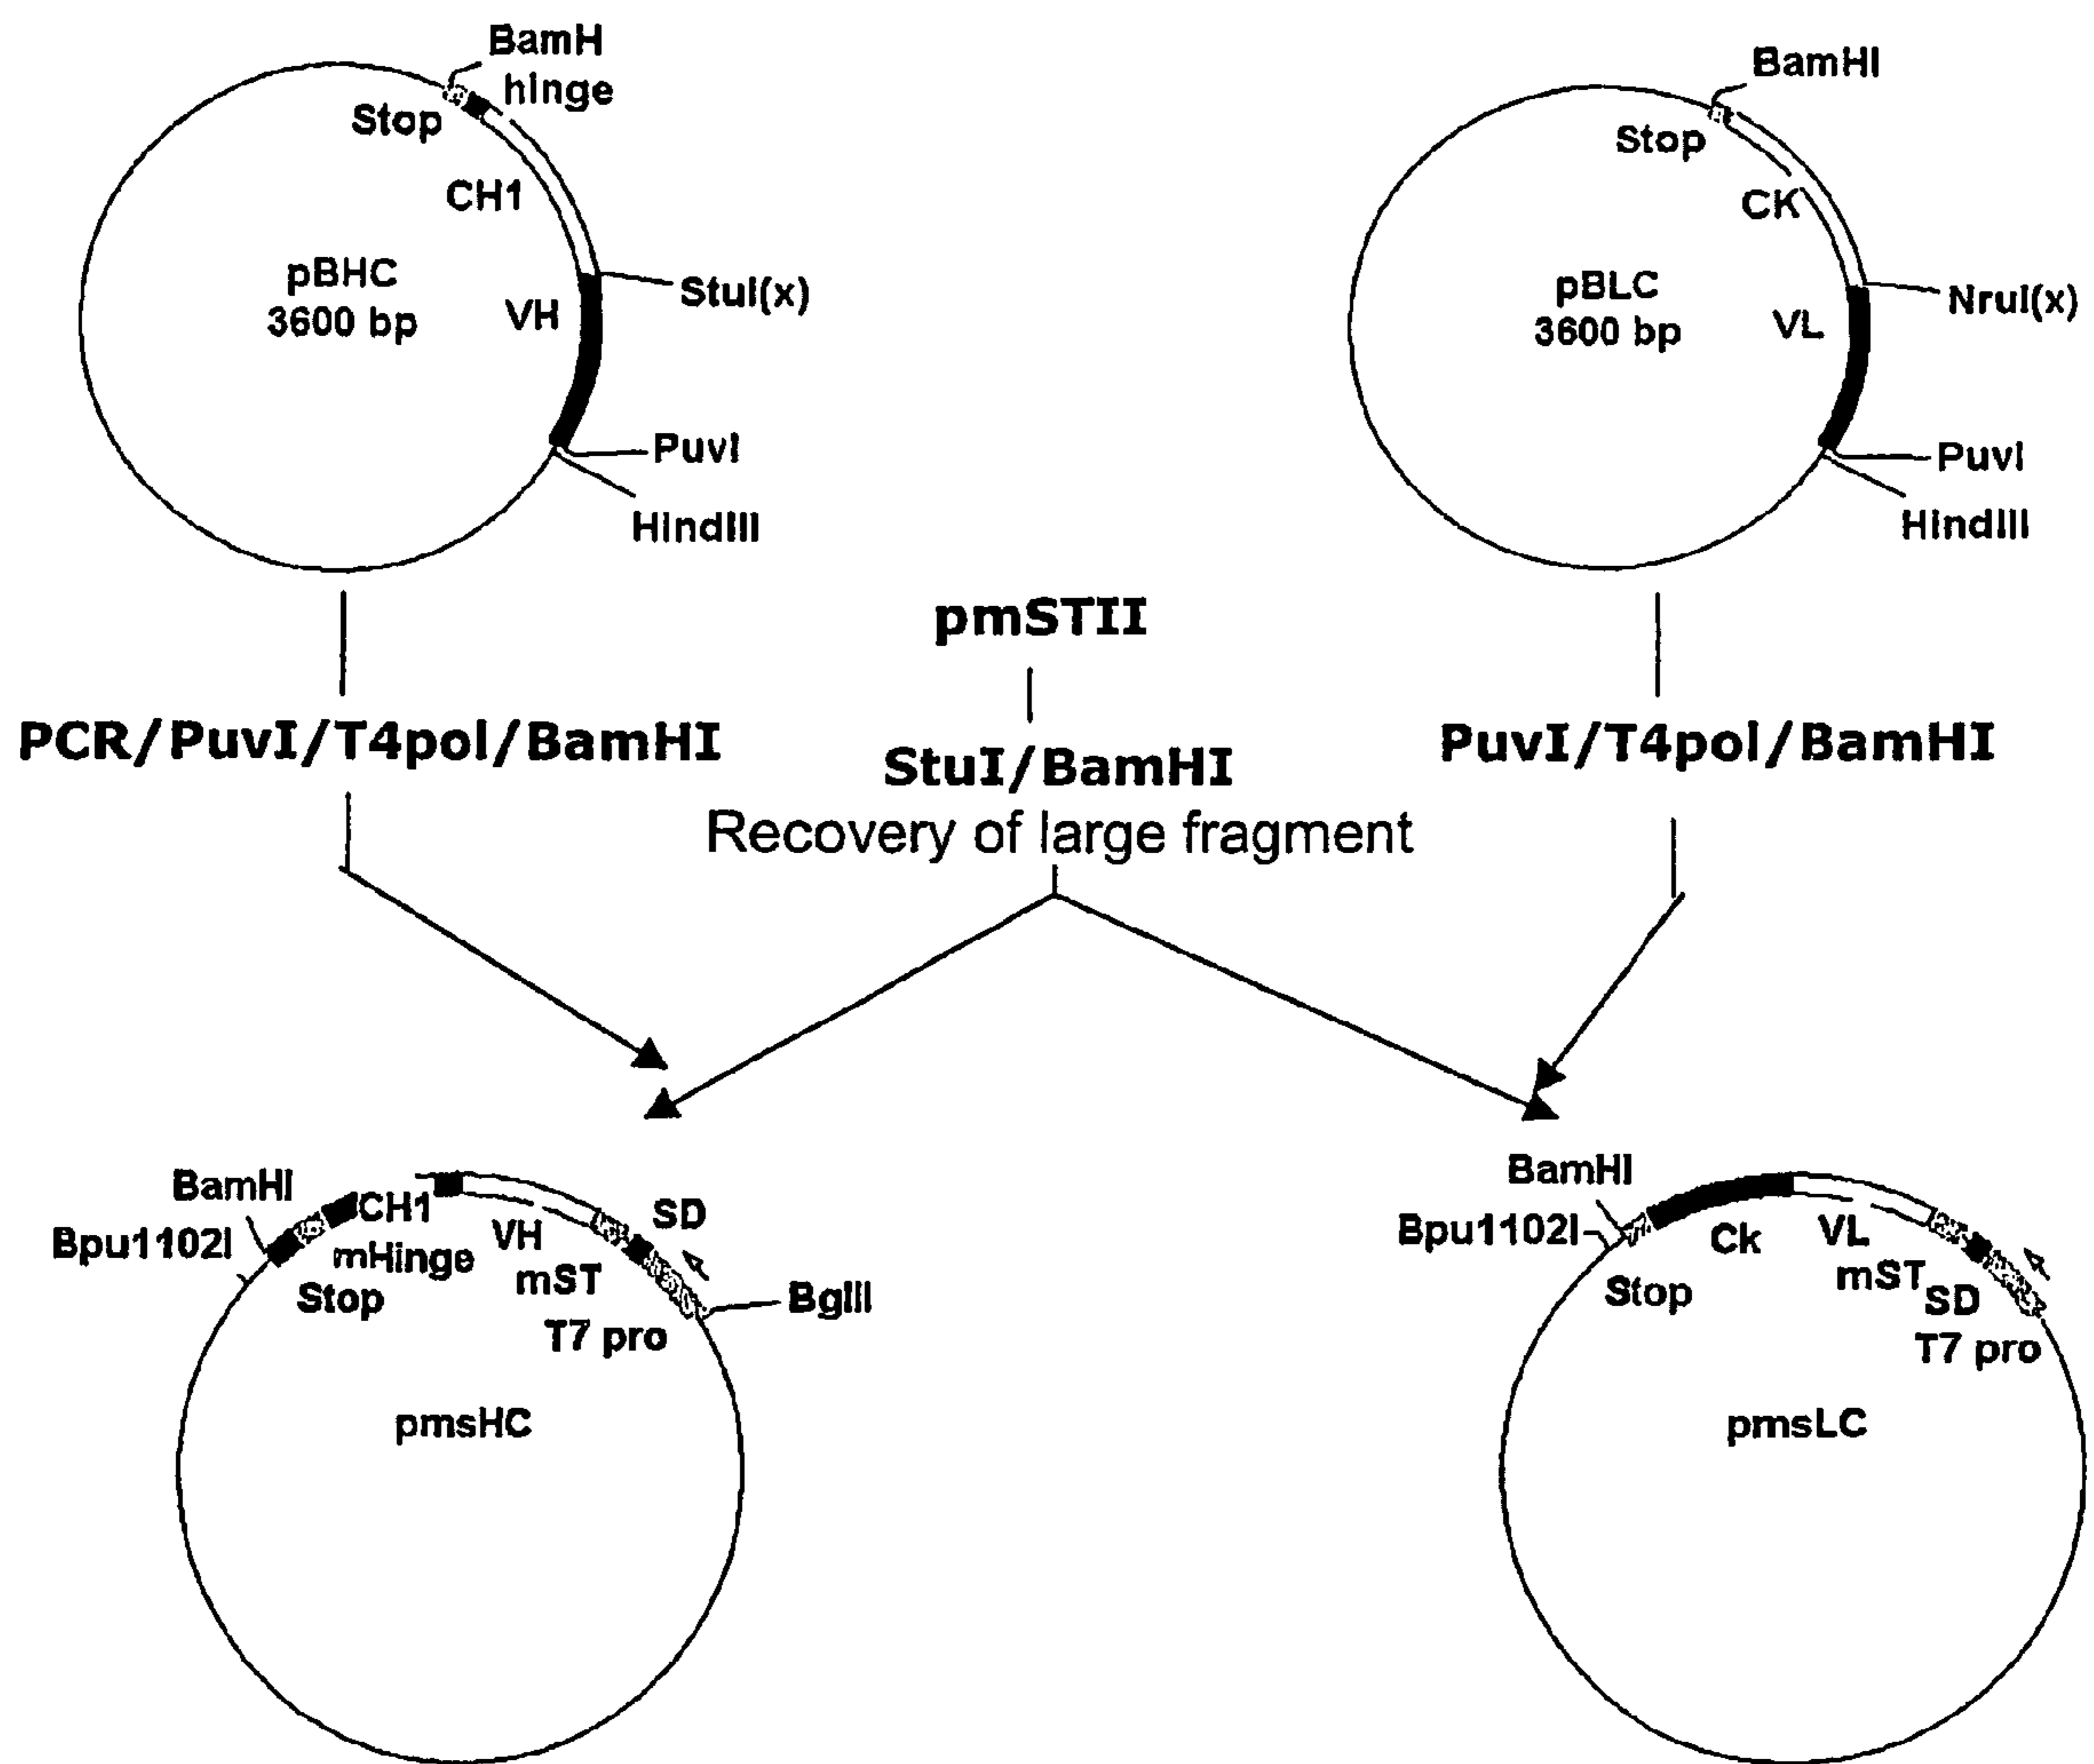 BamH
hinge
Stop
CH1
pBHC
3600 bp
VH
StuI(x)
PuvI
HindIII
BamHI
Stop
CK
pBLC
3600 bp
VL
NruI(x)
PuvI
HindIII
pmSTII
PCR/PuvI/T4pol/BamHI
StuI/BamHI
Recovery of large fragment
PuvI/T4pol/BamHI
BamHI
Bpu1102I
CH1
mHinge
Stop
VH
mST
SD
T7 pro
BglII
pmsHC
BamHI
Bpu1102I
Stop
Ck
VL
mST
SD
T7 pro
pmsLC